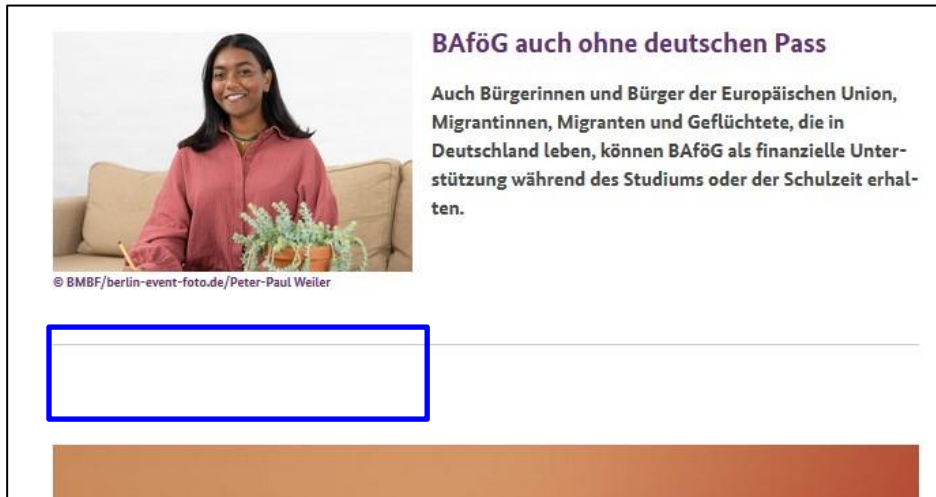 BAföG auch ohne deutschen Pass
Auch Bürgerinnen und Bürger der Europäischen Union,
Migrantinnen, Migranten und Geflüchtete, die in
Deutschland leben, können BAföG als finanzielle Unter-
stützung während des Studiums oder der Schulzeit erhal-
ten.
© BMBF/berlin-event-foto.de/Peter-Paul Weiler